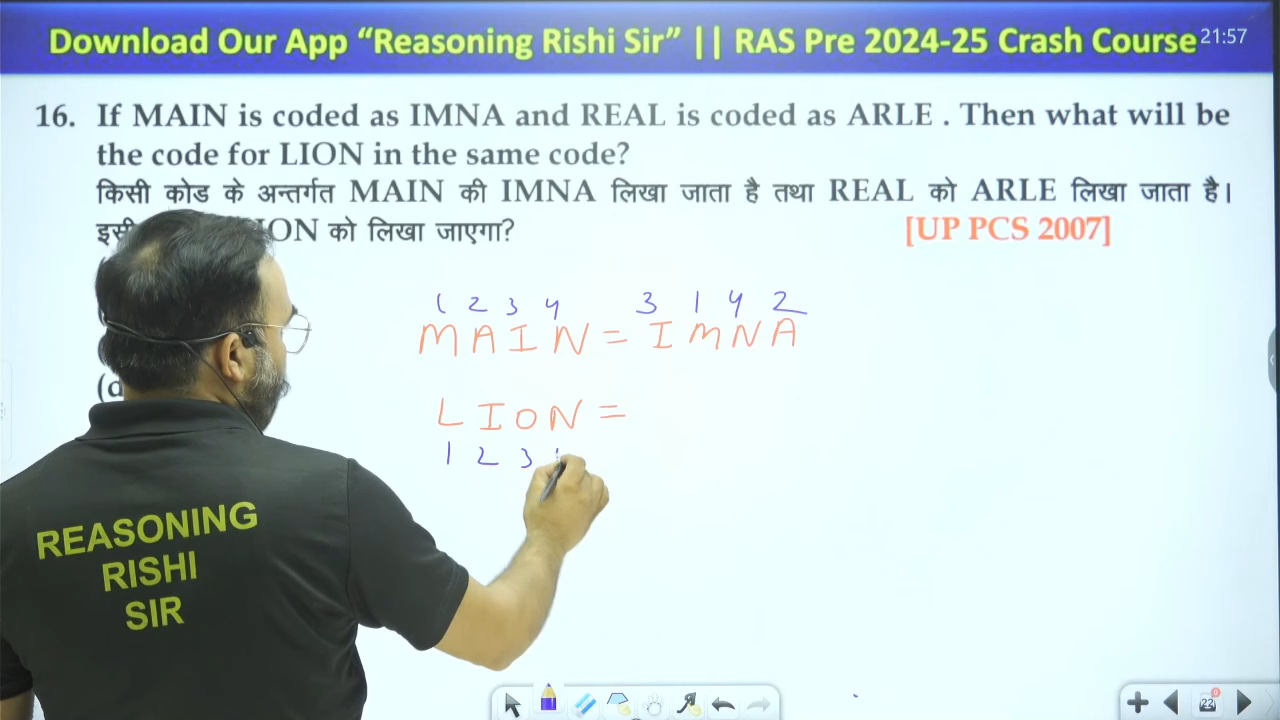 Download Our App “Reasoning Rishi Sir” || RAS Pre 2024-25 Crash Course
21:57
16. If MAIN is coded as IMNA and REAL is coded as ARLE . Then what will be
the code for LION in the same code?
किसी कोड के अन्तर्गत MAIN की IMNA लिखा जाता है तथा REAL को ARLE लिखा जाता है।
ON को लिखा जाएगा?
[UP PCS 2007]
1 2 3 4 3 1 4 2
MAIN = IMNA
(d
LION =
1 2 3
REASONING
RISHI
SIR
22